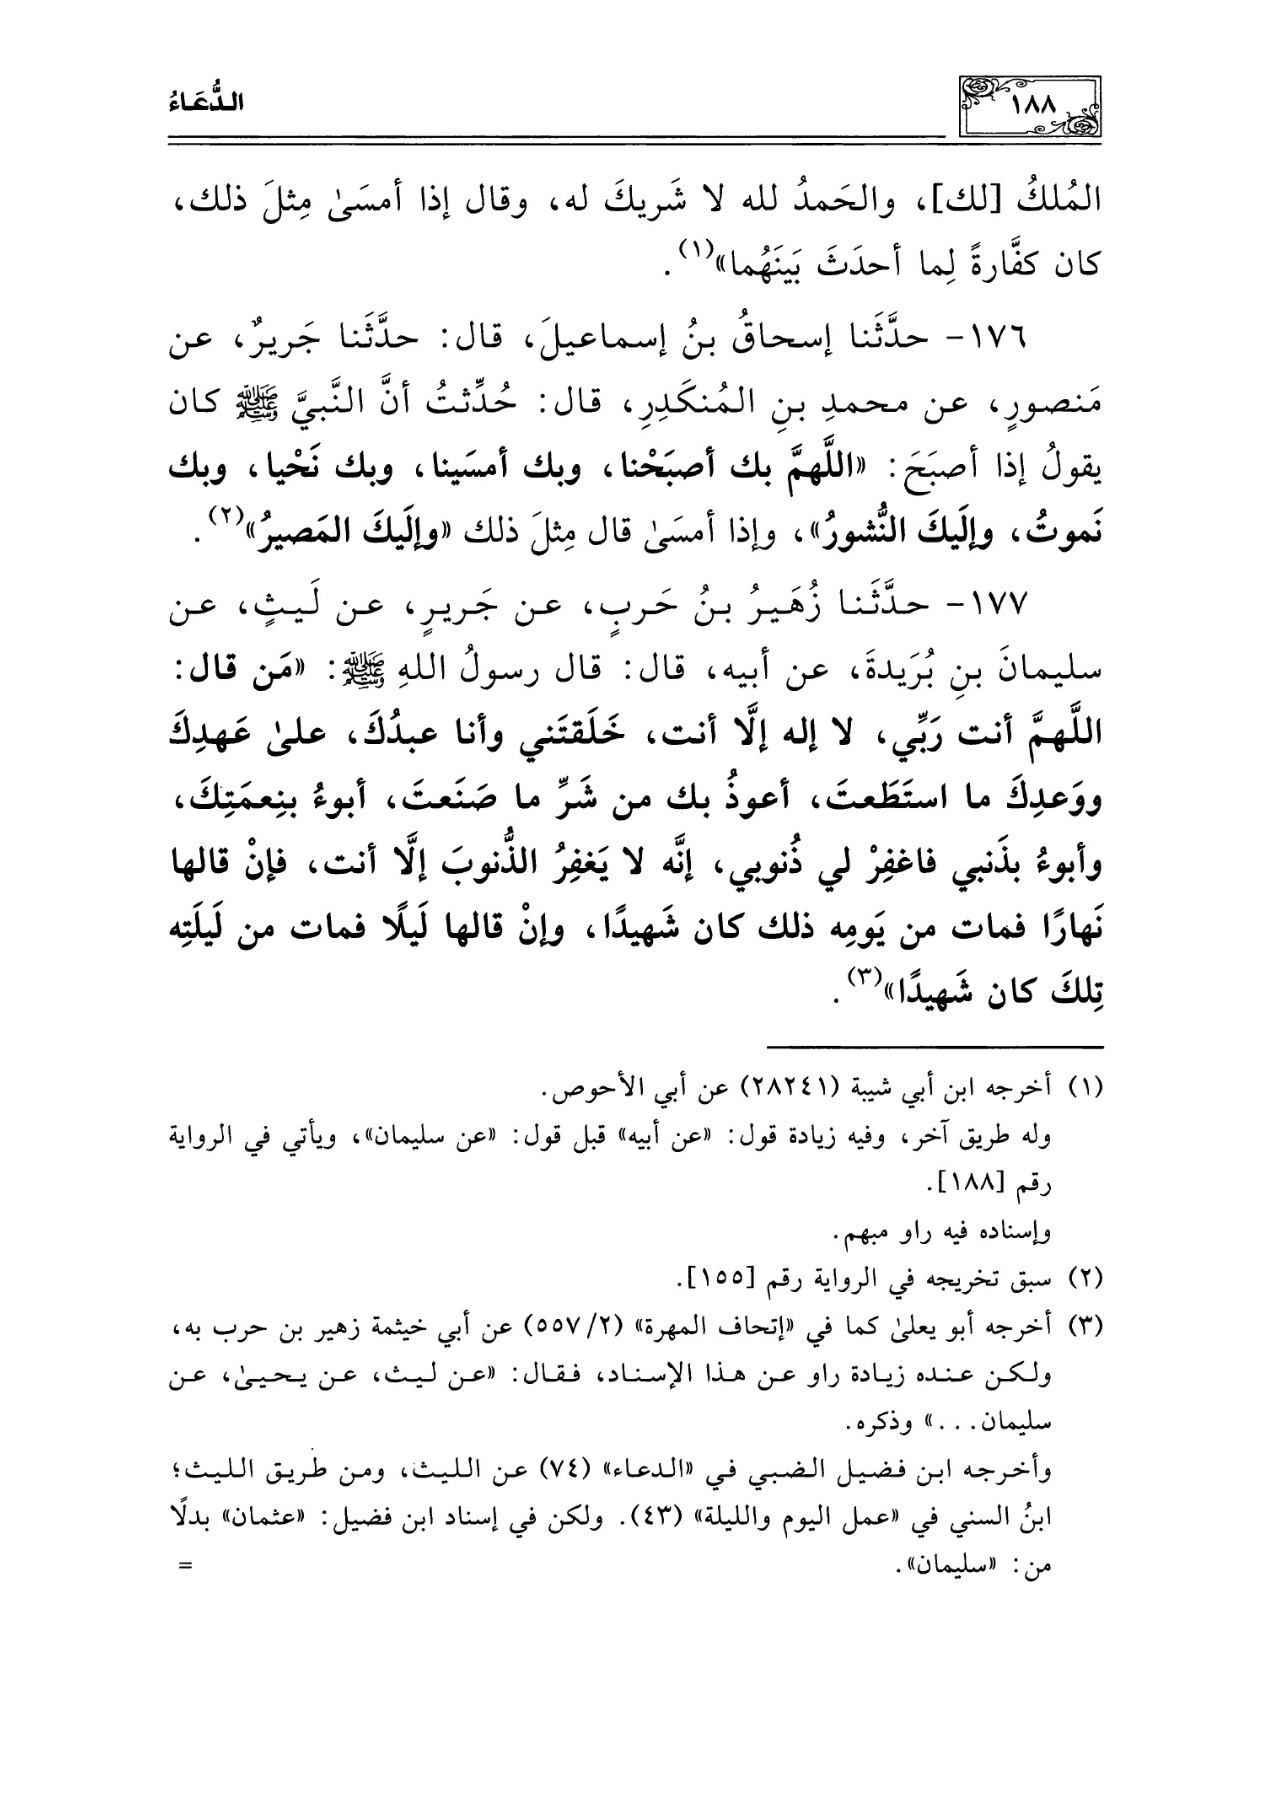 ١٨٨
الدُّعَاءُ
المُلكُ [لك]، والحَمدُ لله لا شَريكَ له، وقال إذا أمسَىٰ مِثلَ ذلك،
كان كفَّارةً لِما أحدَثَ بَينَهُما»(١).
١٧٦- حدَّثَنا إسحاقُ بنُ إسماعيلَ، قال: حدَّثَنا جَريرٌ، عن
مَنصورٍ، عن محمدِ بنِ المُنكَدِرِ، قال: حُدِّثتُ أنَّ النَّبيَّ ﷺ كان
يقولُ إذا أصبَحَ: «اللَّهمَّ بك أصبَحْنا، وبك أمسَينا، وبك نَحْيا، وبك
نَموتُ، وإلَيكَ النُّشورُ»، وإذا أمسَىٰ قال مِثلَ ذلك «وإلَيكَ المَصيرُ»(٢).
١٧٧- حدَّثَنا زُهَيرُ بنُ حَربٍ، عن جَريرٍ، عن لَيثٍ، عن
سليمانَ بنِ بُرَيدةَ، عن أبيه، قال: قال رسولُ اللهِ ﷺ: «مَن قال:
اللَّهمَّ أنت رَبِّي، لا إله إلَّا أنت، خَلَقتَني وأنا عبدُكَ، علىٰ عَهدِكَ
ووَعدِكَ ما استَطَعتَ، أعوذُ بك من شَرِّ ما صَنَعتَ، أبوءُ بنِعمَتِكَ،
وأبوءُ بذَنبي فاغفِرْ لي ذُنوبي، إنَّه لا يَغفِرُ الذُّنوبَ إلَّا أنت، فإنْ قالها
نَهارًا فمات من يَومِه ذلك كان شَهيدًا، وإنْ قالها لَيلًا فمات من لَيلَتِه
تِلكَ كان شَهيدًا»(٣).
(١) أخرجه ابن أبي شيبة (٢٨٢٤١) عن أبي الأحوص.
وله طريق آخر، وفيه زيادة قول: «عن أبيه» قبل قول: «عن سليمان»، ويأتي في الرواية
رقم [١٨٨].
وإسناده فيه راو مبهم.
(٢) سبق تخريجه في الرواية رقم [١٥٥].
(٣) أخرجه أبو يعلىٰ كما في «إتحاف المهرة» (٢/٥٥٧) عن أبي خيثمة زهير بن حرب به،
ولكن عنده زيادة راو عن هذا الإسناد، فقال: «عن ليث، عن يحيىٰ، عن
سليمان...» وذكره.
وأخرجه ابن فضيل الضبي في «الدعاء» (٧٤) عن الليث، ومن طريق الليث؛
ابنُ السني في «عمل اليوم والليلة» (٤٣). ولكن في إسناد ابن فضيل: «عثمان» بدلًا
من: «سليمان».
=